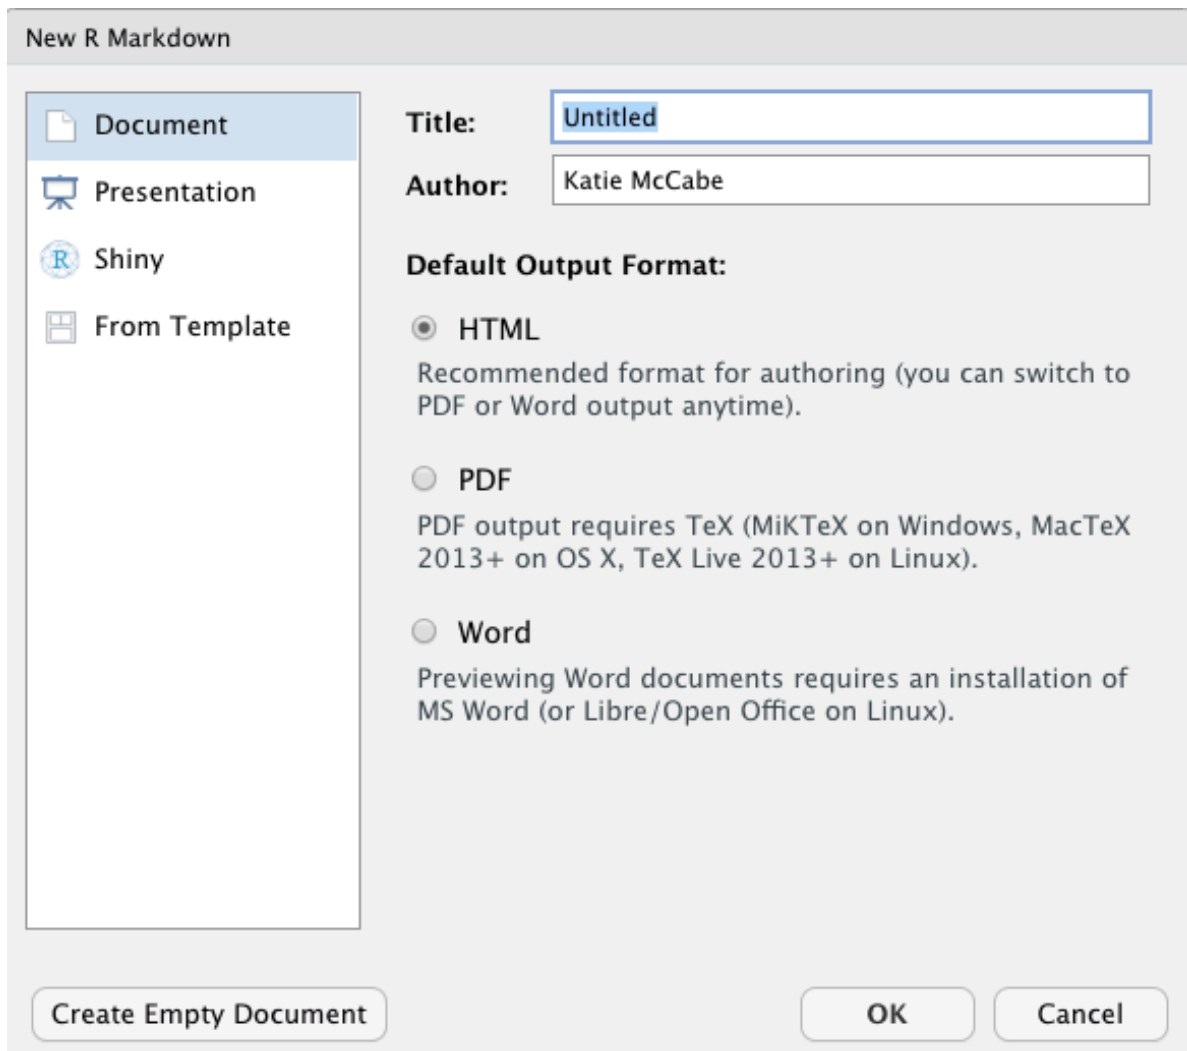 New R Markdown
Document
Presentation
Shiny
From Template
Title:
Untitled
Author:
Katie McCabe
Default Output Format:
HTML
Recommended format for authoring (you can switch to
PDF or Word output anytime).
PDF
PDF output requires TeX (MiKTeX on Windows, MacTeX
2013+ on OS X, TeX Live 2013+ on Linux).
Word
Previewing Word documents requires an installation of
MS Word (or Libre/Open Office on Linux).
Create Empty Document
OK
Cancel